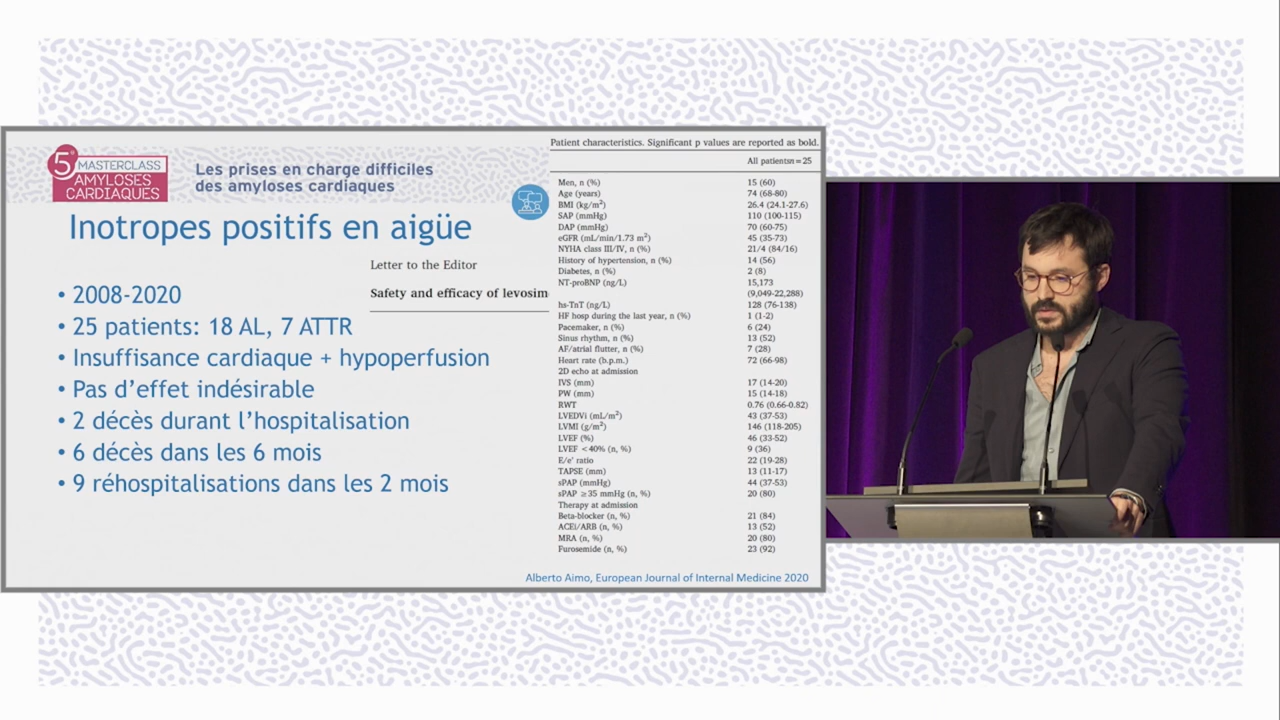 5e MASTERCLASS
AMYLOSES
CARDIAQUES
Les prises en charge difficiles
des amyloses cardiaques
Inotropes positifs en aigüe
Letter to the Editor
Safety and efficacy of levosim
• 2008-2020
• 25 patients: 18 AL, 7 ATTR
• Insuffisance cardiaque + hypoperfusion
• Pas d’effet indésirable
• 2 décès durant l’hospitalisation
• 6 décès dans les 6 mois
• 9 réhospitalisations dans les 2 mois
Patient characteristics. Significant p values are reported as bold.
All patientsn=25
Men, n (%) 15 (60)
Age (years) 74 (68-80)
BMI (kg/m²) 26.4 (24.1-27.6)
SAP (mmHg) 110 (100-115)
DAP (mmHg) 70 (60-75)
eGFR (mL/min/1.73 m²) 45 (35-73)
NYHA class III/IV, n (%) 21/4 (84/16)
History of hypertension, n (%) 14 (56)
Diabetes, n (%) 2 (8)
NT-proBNP (ng/L) 15,173
(9,049-22,288)
hs-TnT (ng/L) 128 (76-138)
HF hosp during the last year, n (%) 1 (1-2)
Pacemaker, n (%) 6 (24)
Sinus rhythm, n (%) 13 (52)
AF/atrial flutter, n (%) 7 (28)
Heart rate (b.p.m.) 72 (66-98)
2D echo at admission
IVS (mm) 17 (14-20)
PW (mm) 15 (14-18)
RWT 0.76 (0.66-0.82)
LVEDVi (mL/m²) 43 (37-53)
LVMI (g/m²) 146 (118-205)
LVEF (%) 46 (33-52)
LVEF <40% (n, %) 9 (36)
E/e' ratio 22 (19-28)
TAPSE (mm) 13 (11-17)
sPAP (mmHg) 44 (37-53)
sPAP ≥35 mmHg (n, %) 20 (80)
Therapy at admission
Beta-blocker (n, %) 21 (84)
ACEi/ARB (n, %) 13 (52)
MRA (n, %) 20 (80)
Furosemide (n, %) 23 (92)
Alberto Aimo, European Journal of Internal Medicine 2020